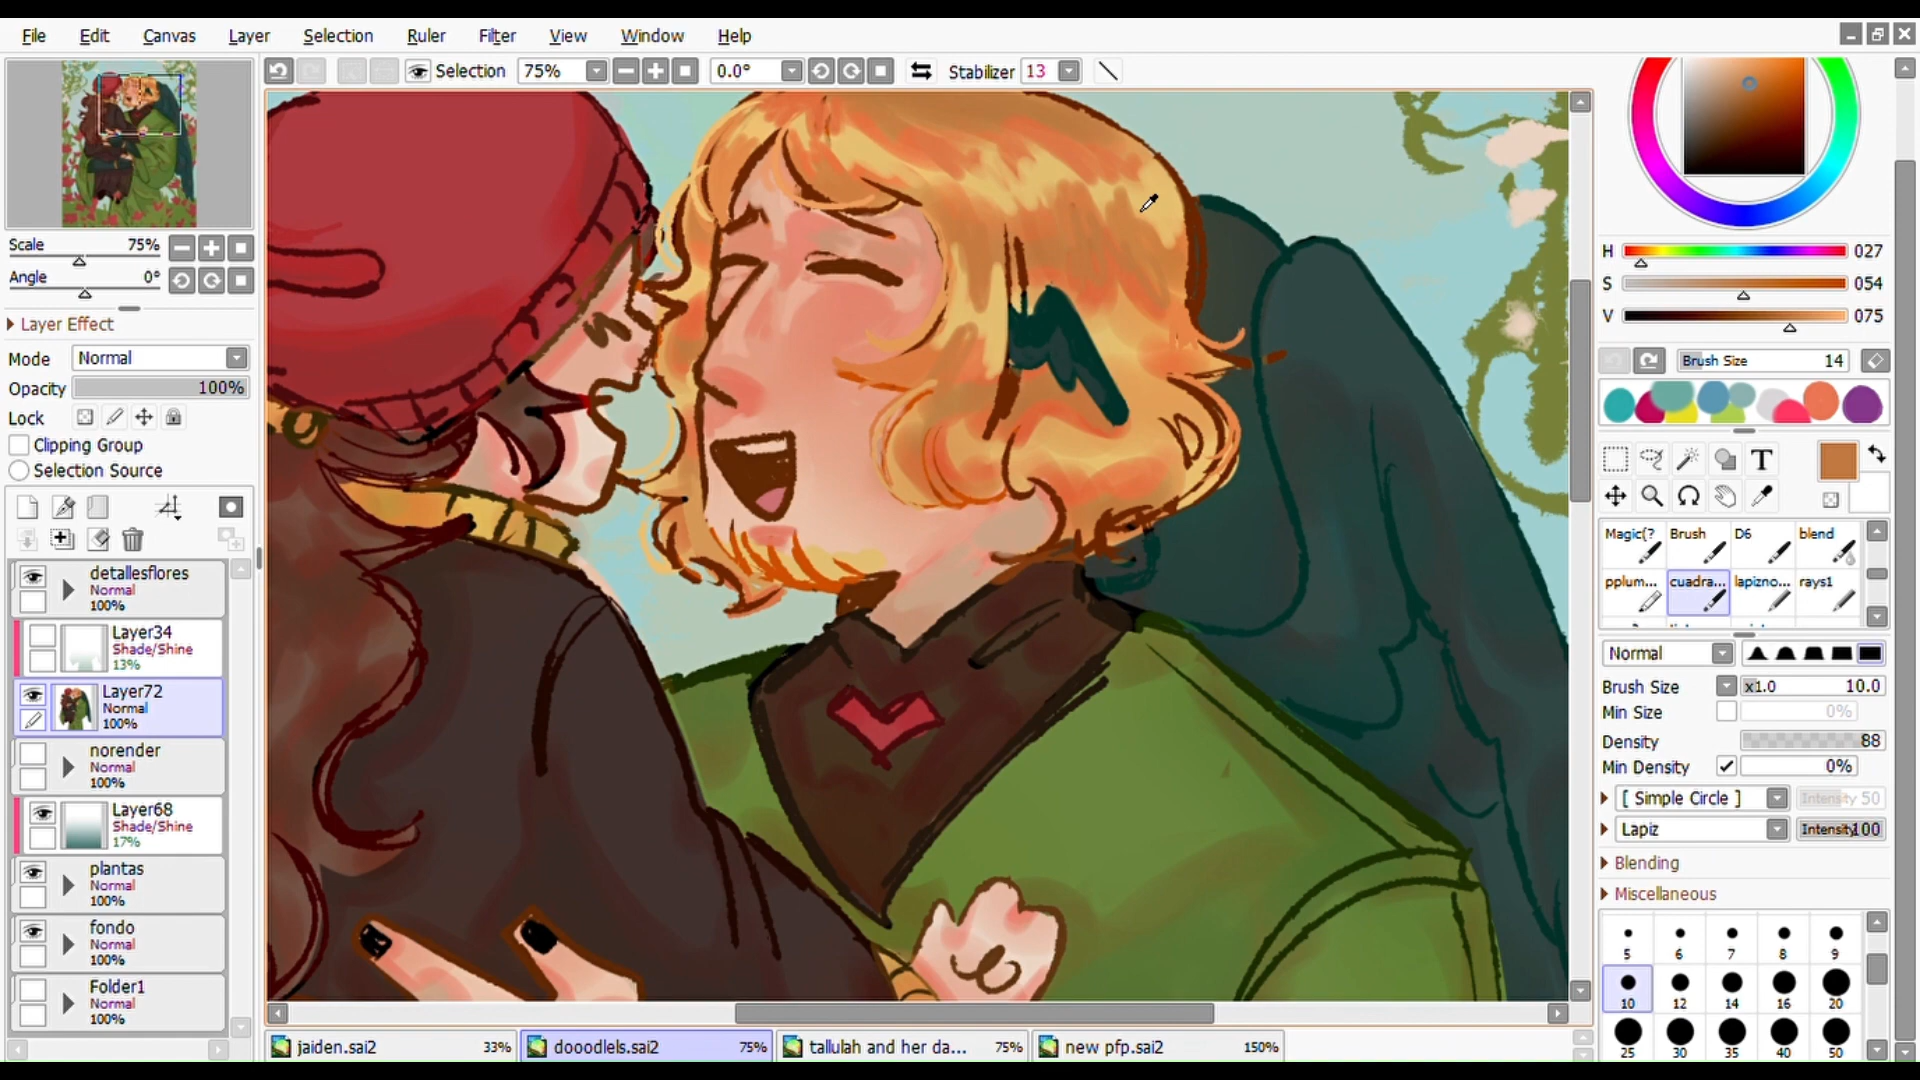 File Edit Canvas Layer Selection Ruler Filter View Window Help
Selection 75% 0.0° Stabilizer 13
Scale 75%
Angle 0°
Layer Effect
Mode Normal
Opacity 100%
Lock
Clipping Group
Selection Source
detallesflores
Normal
100%
Layer34
Shade/Shine
13%
Layer72
Normal
100%
norender
Normal
100%
Layer68
Shade/Shine
17%
plantas
Normal
100%
fondo
Normal
100%
Folder1
Normal
100%
jaiden.sai2 33%
dooodlels.sai2 75%
tallulah and her da... 75%
new pfp.sai2 150%
H 027
S 054
V 075
Brush Size 14
T
Magic(? Brush D6 blend
pplum... cuadra... lapizno... rays1
Normal
Brush Size x1.0 10.0
Min Size 0%
Density 88
Min Density 0%
[ Simple Circle ] Intensity 50
Lapiz Intensity 100
Blending
Miscellaneous
5 6 7 8 9
10 12 14 16 20
25 30 35 40 50